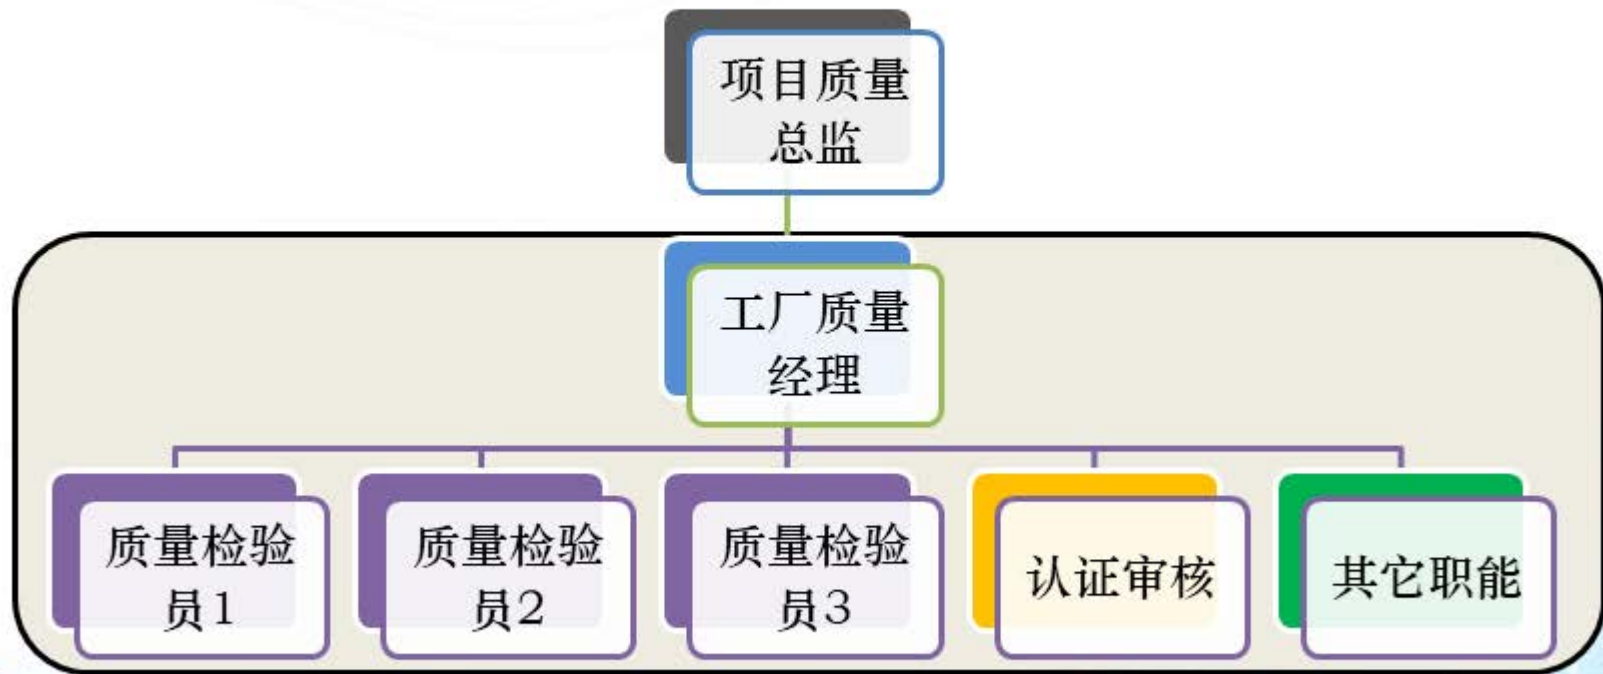 项目质量
总监
工厂质量
经理
质量检验
员1
质量检验
员2
质量检验
员3
认证审核
其它职能